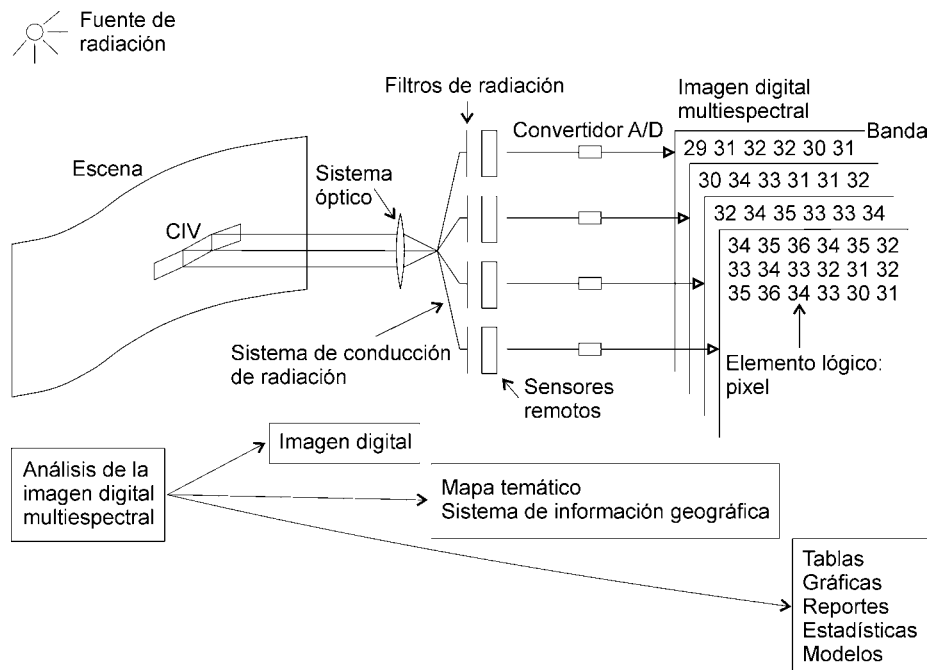 Fuente de
radiación
Filtros de radiación
Imagen digital
multiespectral
Convertidor A/D
Banda
Escena
Sistema
óptico
CIV
29 31 32 32 30 31
30 34 33 31 31 32
32 34 35 33 33 34
34 35 36 34 35 32
33 34 33 32 31 32
35 36 34 33 30 31
Sistema de conducción
de radiación
Sensores
remotos
Elemento lógico:
pixel
Análisis de la
imagen digital
multiespectral
Imagen digital
Mapa temático
Sistema de información geográfica
Tablas
Gráficas
Reportes
Estadísticas
Modelos